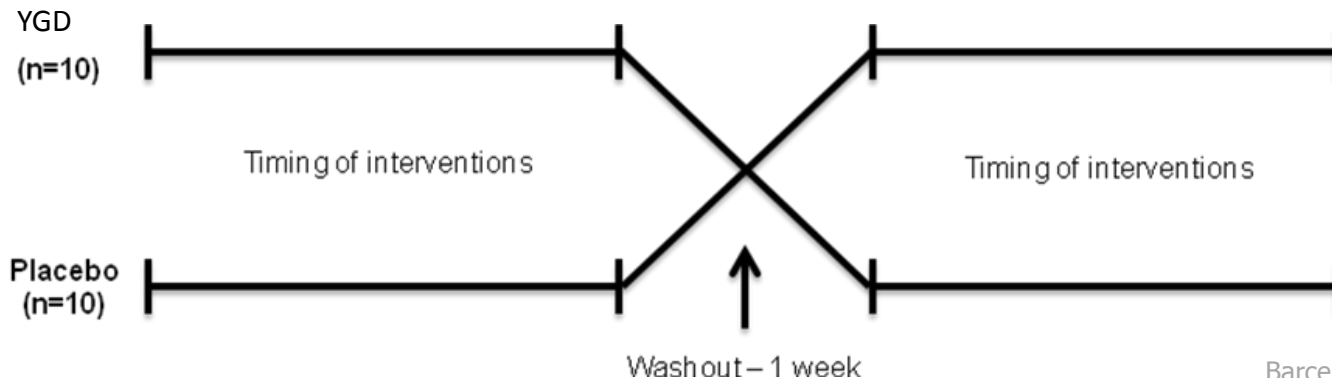 YGD
(n=10)
Timing of interventions
Timing of interventions
Placebo
(n=10)
Washout – 1 week